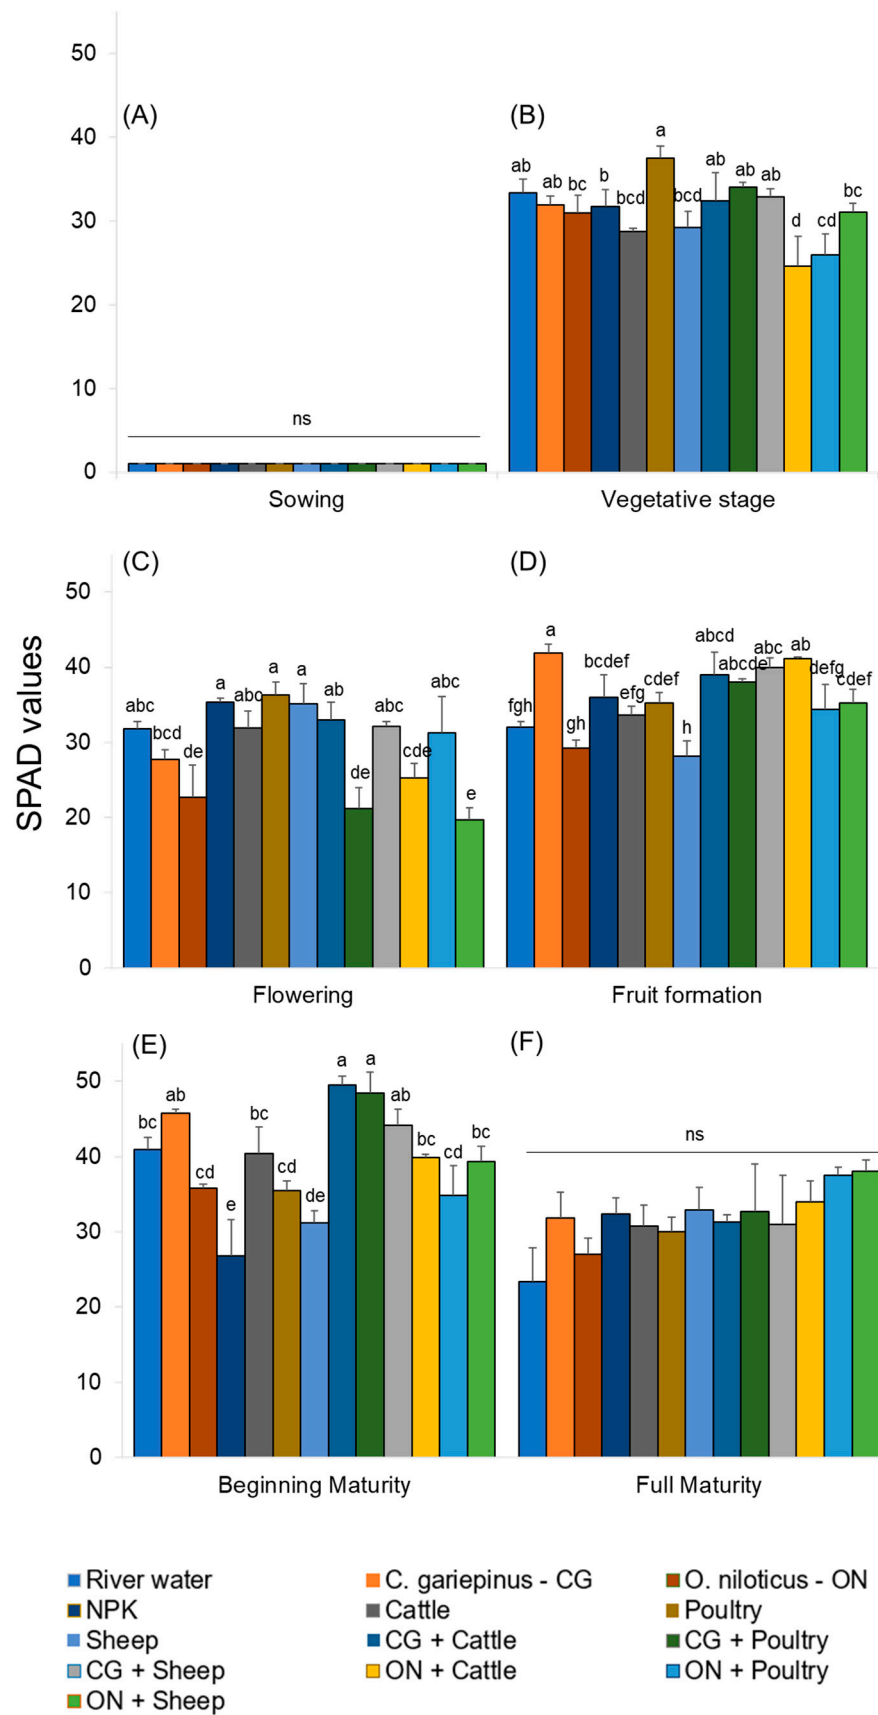 50
(A)
(B)
40
a
ab
ab
bc
b
bcd
bcd
ab
ab
ab
d
cd
bc
30
20
10
ns
0
Sowing
Vegetative stage
SPAD values
(C)
(D)
50
40
abc
bcd
de
a
abc
a
a
ab
de
abc
cde
abc
e
fgh
a
gh
bcdef
efg
cdef
h
abcd
abcde
abc
ab
defg
cdef
30
20
10
0
Flowering
Fruit formation
(E)
(F)
50
bc
ab
cd
e
bc
cd
de
a
a
ab
bc
cd
bc
ns
40
30
20
10
0
Beginning Maturity
Full Maturity
River water
C. gariepinus - CG
O. niloticus - ON
NPK
Cattle
Poultry
Sheep
CG + Cattle
CG + Poultry
CG + Sheep
ON + Cattle
ON + Poultry
ON + Sheep